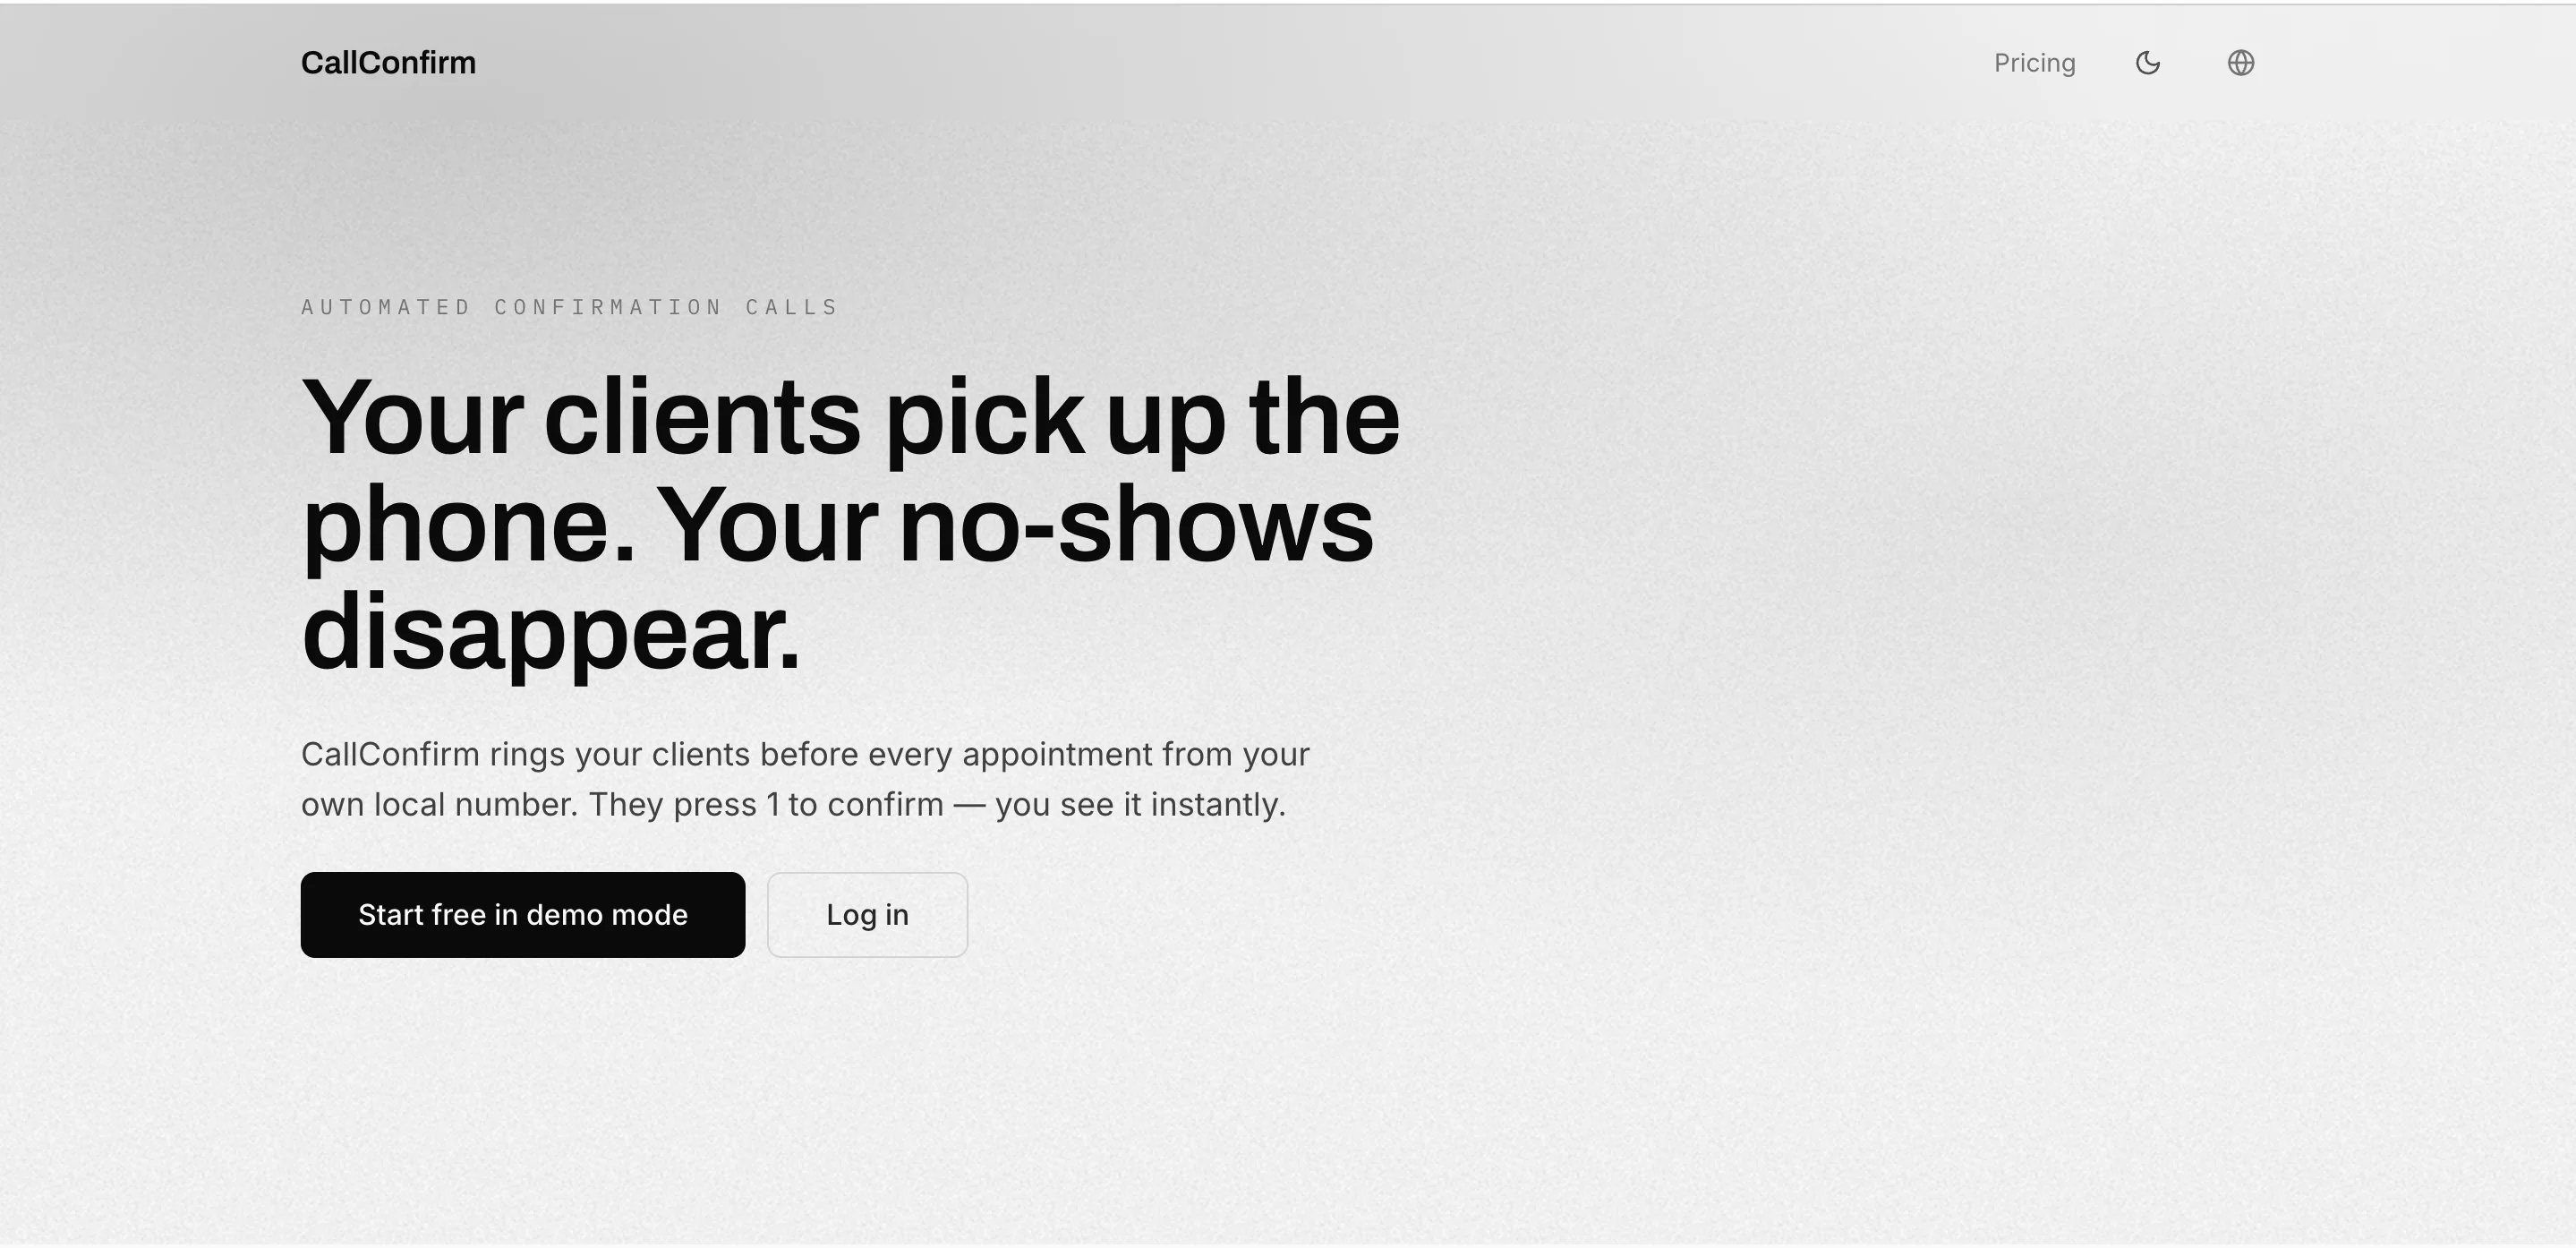 CallConfirm
Pricing
AUTOMATED CONFIRMATION CALLS
Your clients pick up the
phone. Your no-shows
disappear.
CallConfirm rings your clients before every appointment from your
own local number. They press 1 to confirm — you see it instantly.
Start free in demo mode
Log in